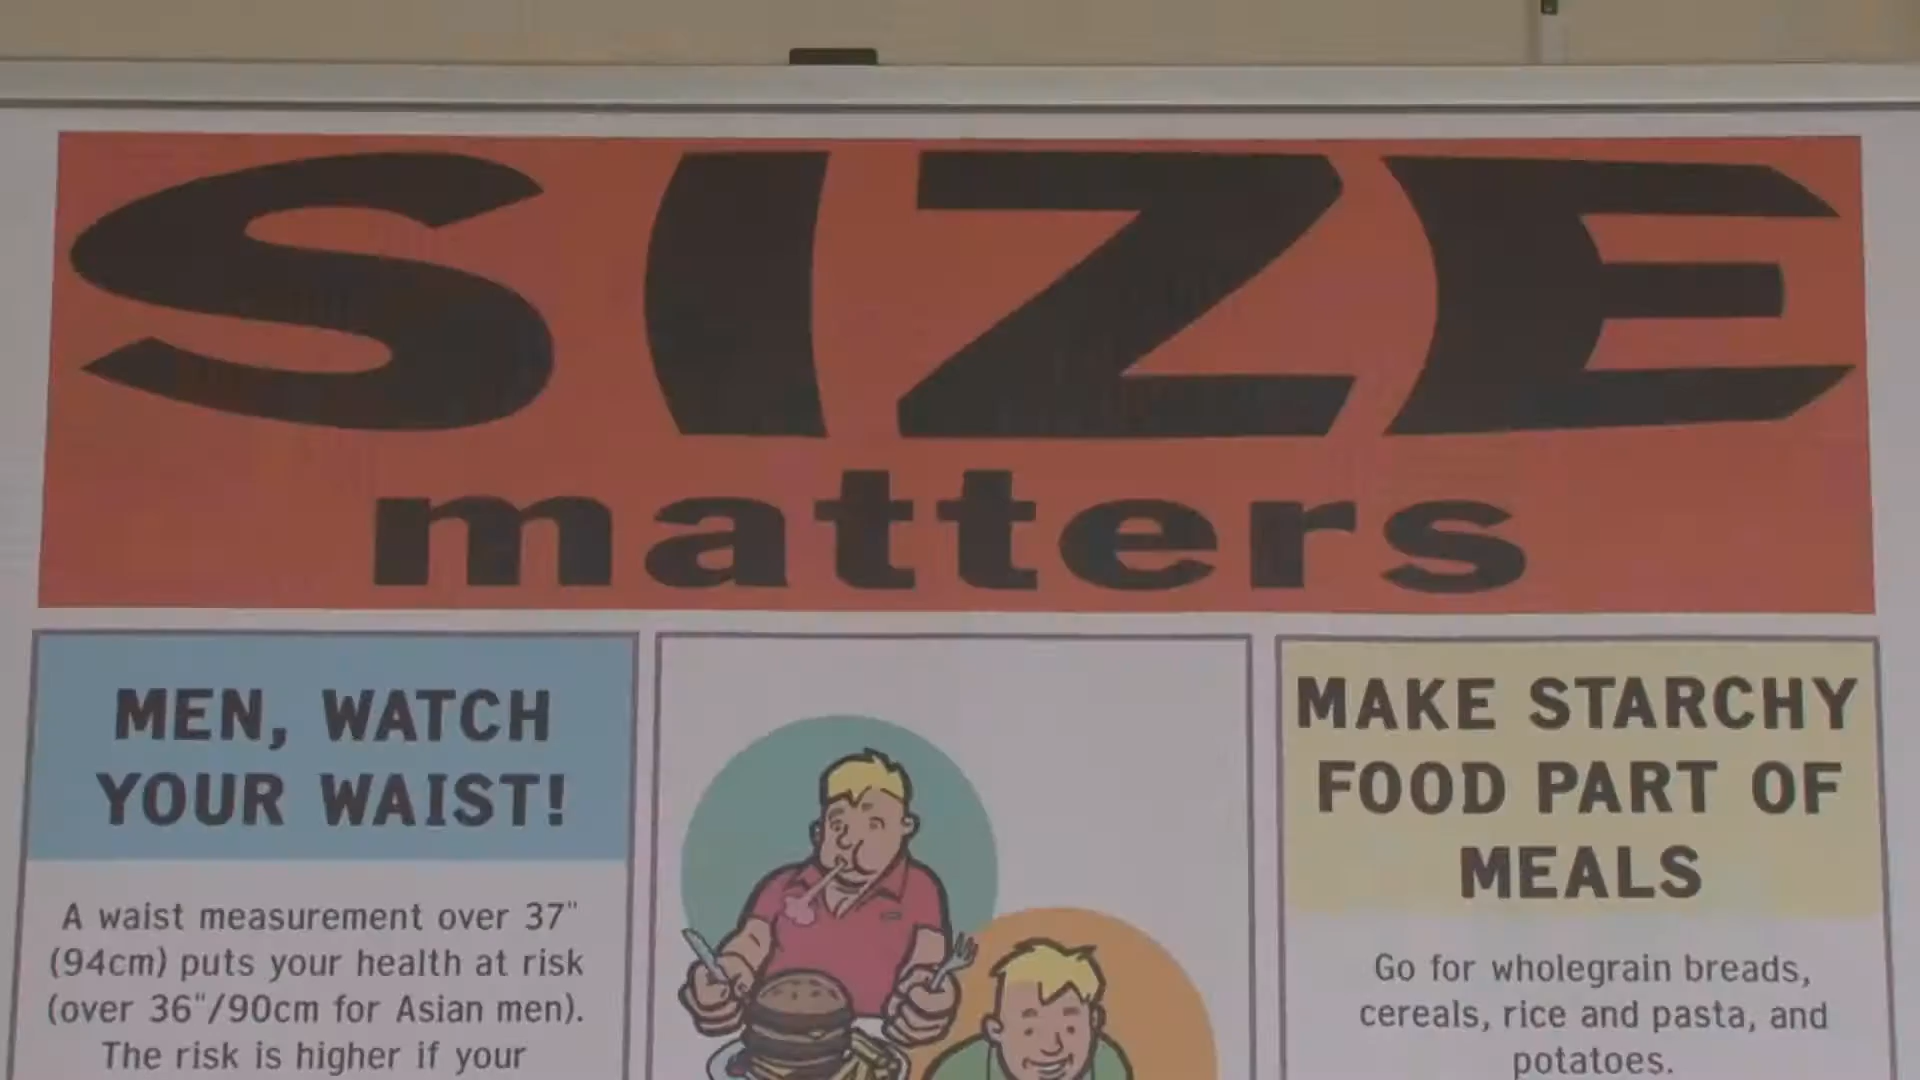 SIZE
matters
MEN, WATCH
YOUR WAIST!
A waist measurement over 37"
(94cm) puts your health at risk
(over 36"/90cm for Asian men).
The risk is higher if your
MAKE STARCHY
FOOD PART OF
MEALS
Go for wholegrain breads,
cereals, rice and pasta, and
potatoes.